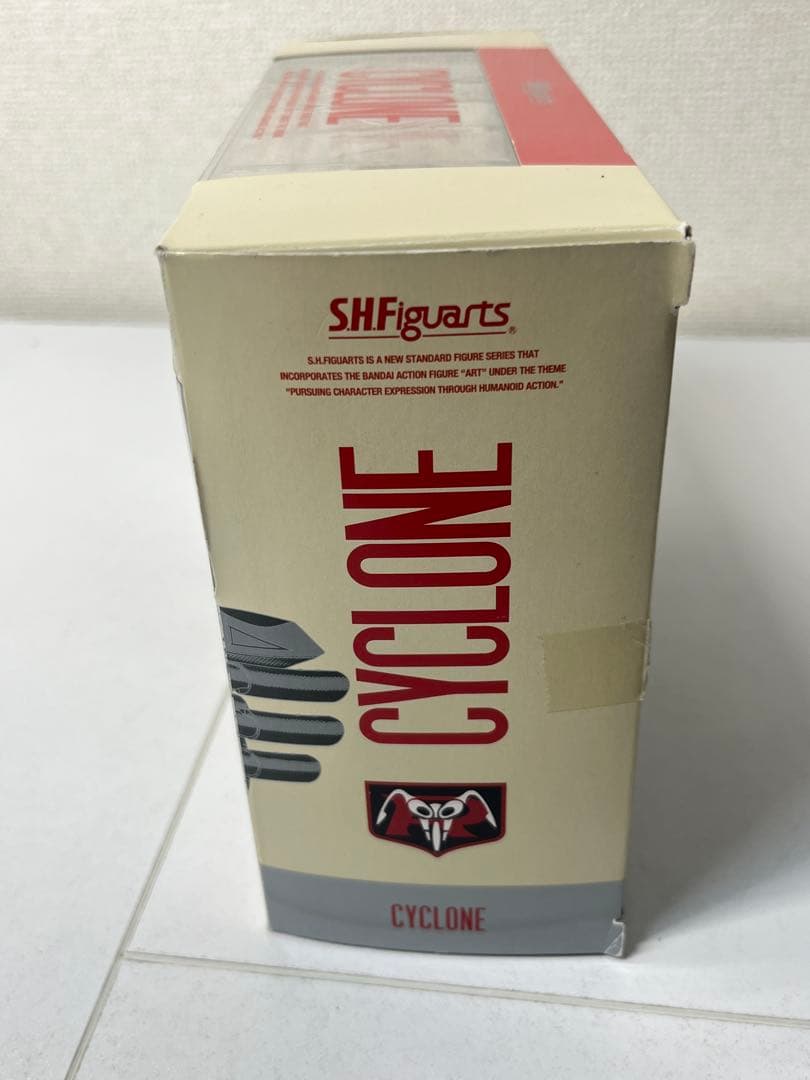 CYCLONE
S.H.Figuarts®
S.H.FIGUARTS IS A NEW STANDARD FIGURE SERIES THAT
INCORPORATES THE BANDAI ACTION FIGURE "ART" UNDER THE THEME
"PURSUING CHARACTER EXPRESSION THROUGH HUMANOID ACTION."
CYCLONE
CYCLONE